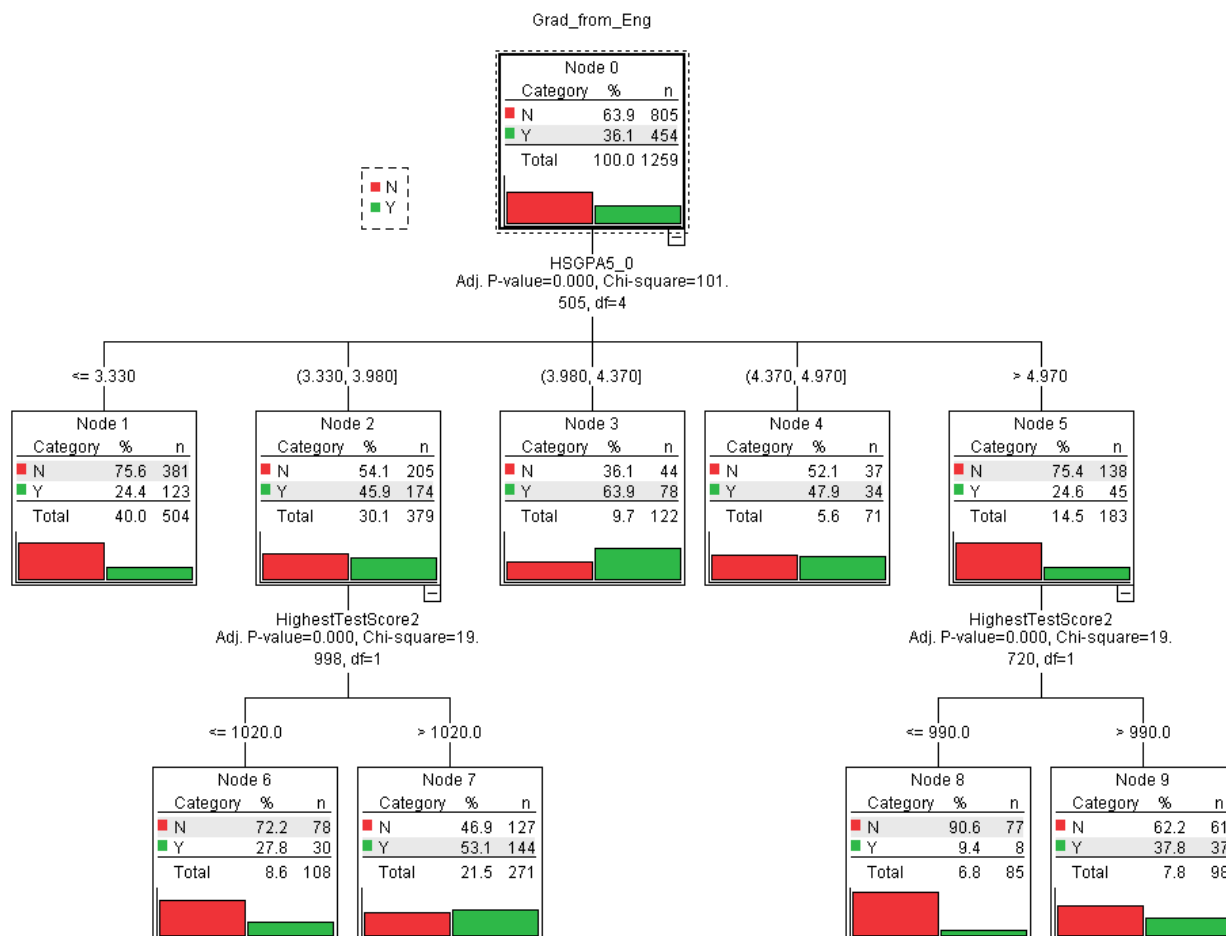 Grad_from_Eng
Node 0
Category % n
N 63.9 805
Y 36.1 454
Total 100.0 1259
N
Y
HSGPA5_0
Adj. P-value=0.000, Chi-square=101.
505, df=4
<= 3.330
(3.330, 3.980]
(3.980, 4.370]
(4.370, 4.970]
> 4.970
Node 1
Category % n
N 75.6 381
Y 24.4 123
Total 40.0 504
Node 2
Category % n
N 54.1 205
Y 45.9 174
Total 30.1 379
Node 3
Category % n
N 36.1 44
Y 63.9 78
Total 9.7 122
Node 4
Category % n
N 52.1 37
Y 47.9 34
Total 5.6 71
Node 5
Category % n
N 75.4 138
Y 24.6 45
Total 14.5 183
HighestTestScore2
Adj. P-value=0.000, Chi-square=19.
998, df=1
HighestTestScore2
Adj. P-value=0.000, Chi-square=19.
720, df=1
<= 1020.0
> 1020.0
<= 990.0
> 990.0
Node 6
Category % n
N 72.2 78
Y 27.8 30
Total 8.6 108
Node 7
Category % n
N 46.9 127
Y 53.1 144
Total 21.5 271
Node 8
Category % n
N 90.6 77
Y 9.4 8
Total 6.8 85
Node 9
Category % n
N 62.2 61
Y 37.8 37
Total 7.8 98